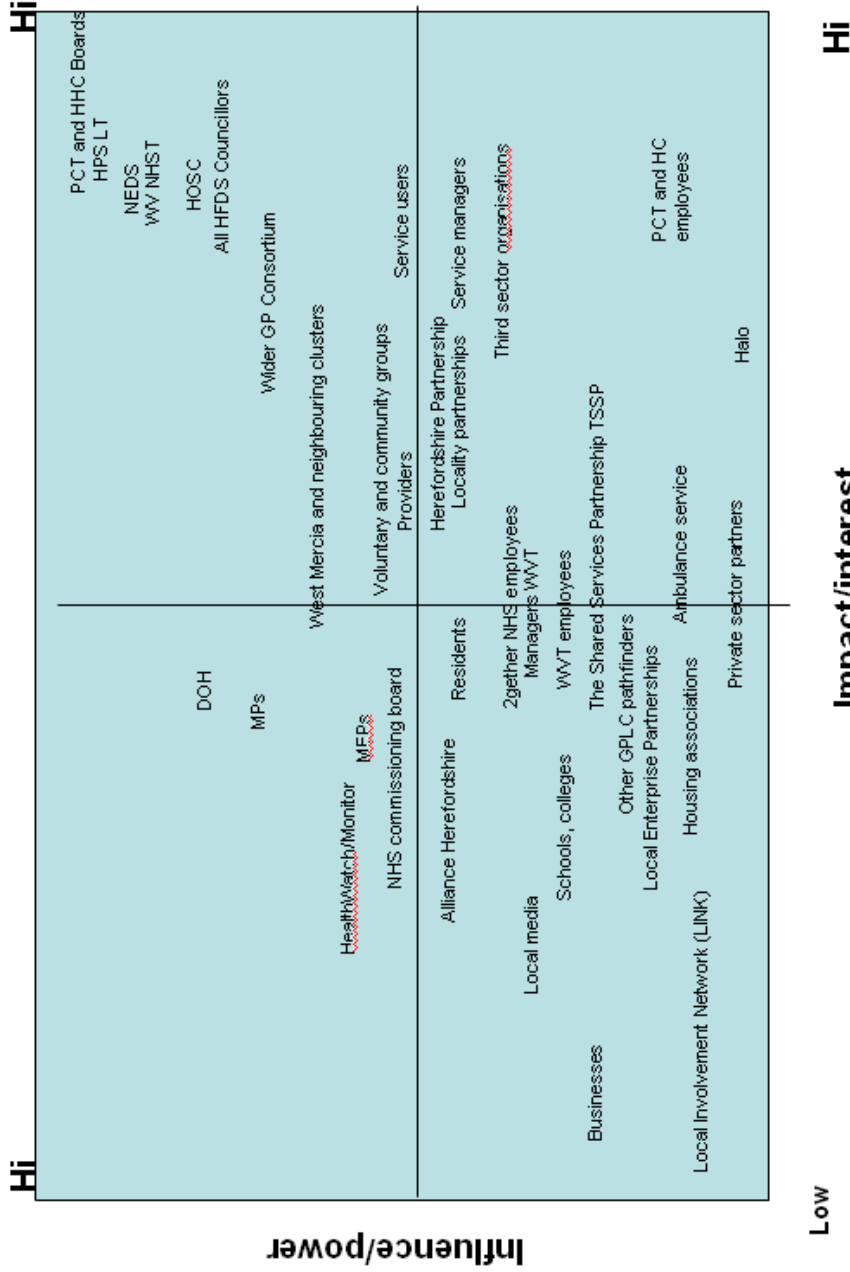 Hi
Hi
PCT and HHC Boards
HPS LT
NEDS
WV NHST
HOSC
All HFDS Councillors
DOH
MPs
Wider GP Consortium
West Mercia and neighbouring clusters
HealthWatch/Monitor
MEPs
Voluntary and community groups
NHS commissioning board
Providers
Service users
Influence/power
Alliance Herefordshire
Residents
Herefordshire Partnership
Locality partnerships
Service managers
Third sector organisations
2gether NHS employees
Managers WVT
Local media
Schools, colleges
WVT employees
Businesses
The Shared Services Partnership TSSP
Other GPLC pathfinders
Local Enterprise Partnerships
PCT and HC
employees
Housing associations
Ambulance service
Local Involvement Network (LINK)
Private sector partners
Halo
Low
Hi
Impact/interest